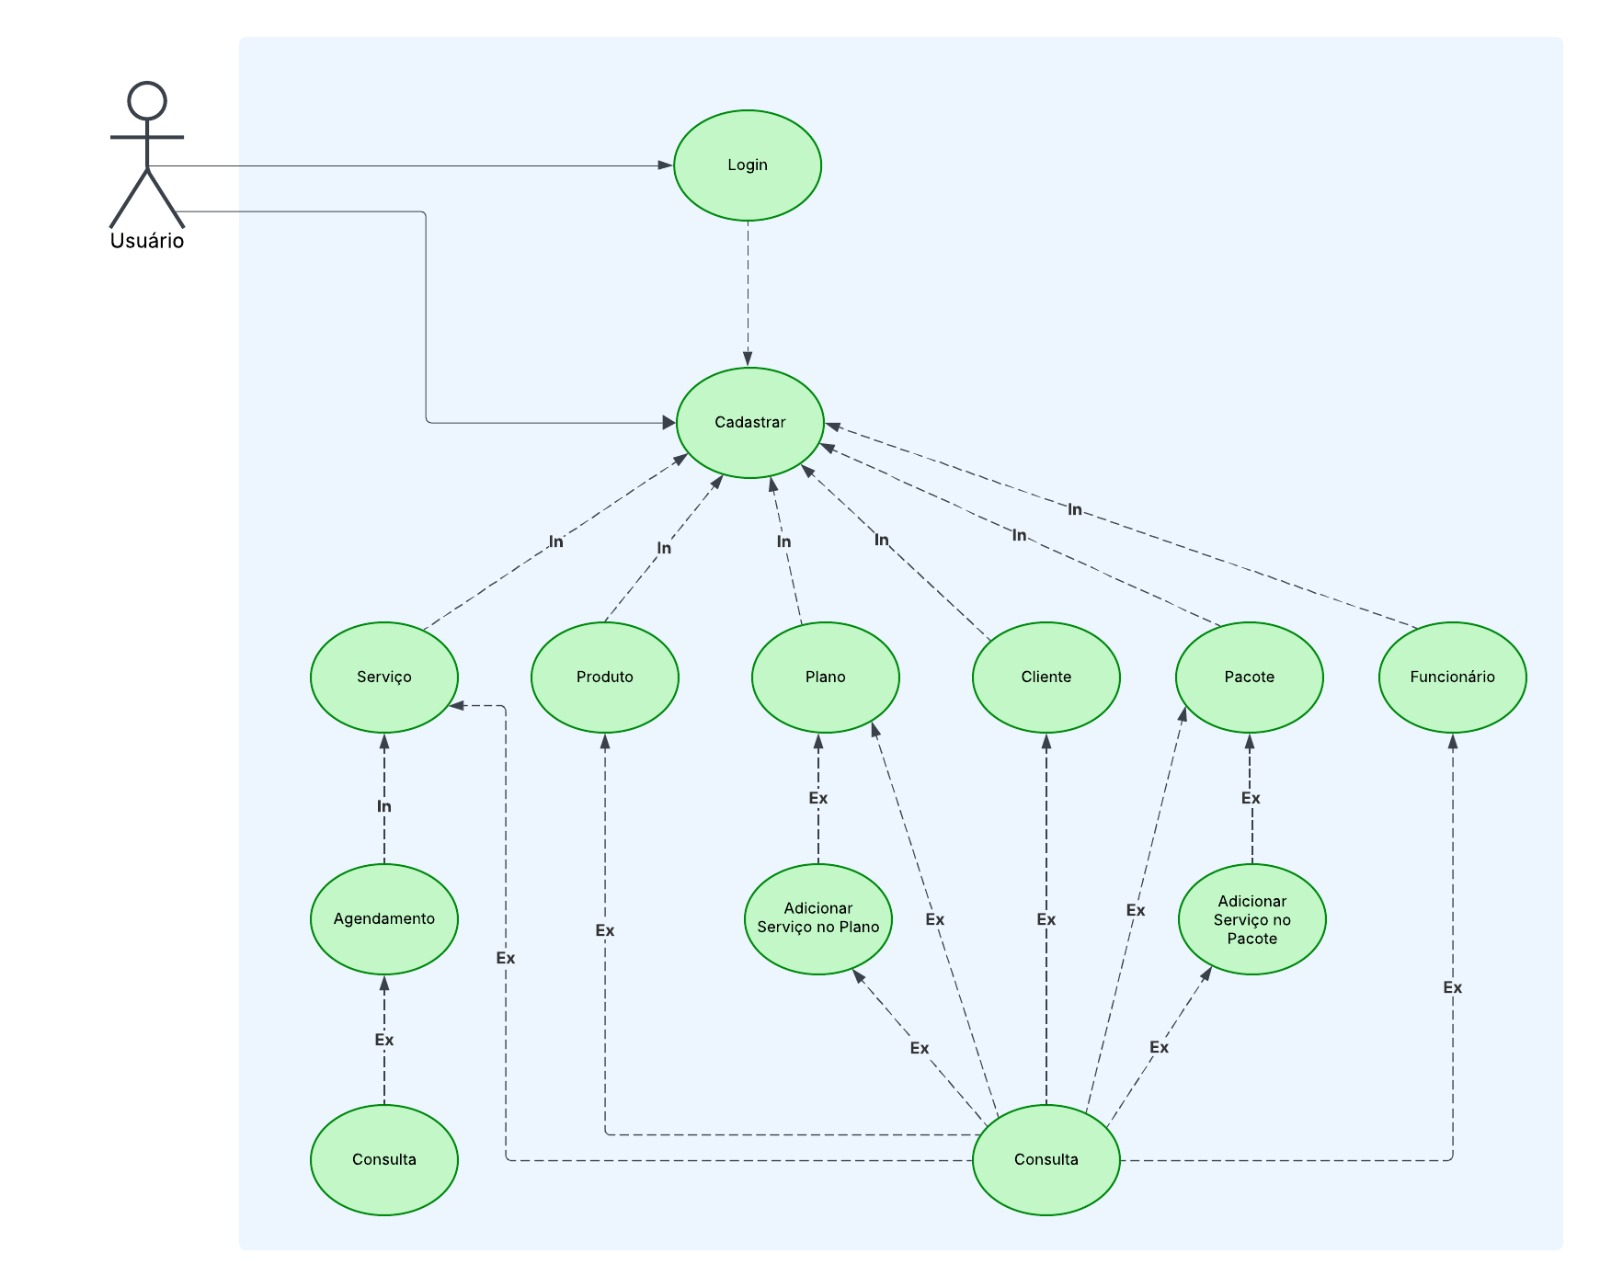 Login
Usuário
Cadastrar
In
In
In
In
In
In
Serviço
Produto
Plano
Cliente
Pacote
Funcionário
In
Ex
Ex
Agendamento
Adicionar
Serviço no Plano
Ex
Ex
Ex
Adicionar
Serviço no
Pacote
Ex
Ex
Ex
Ex
Ex
Ex
Consulta
Consulta